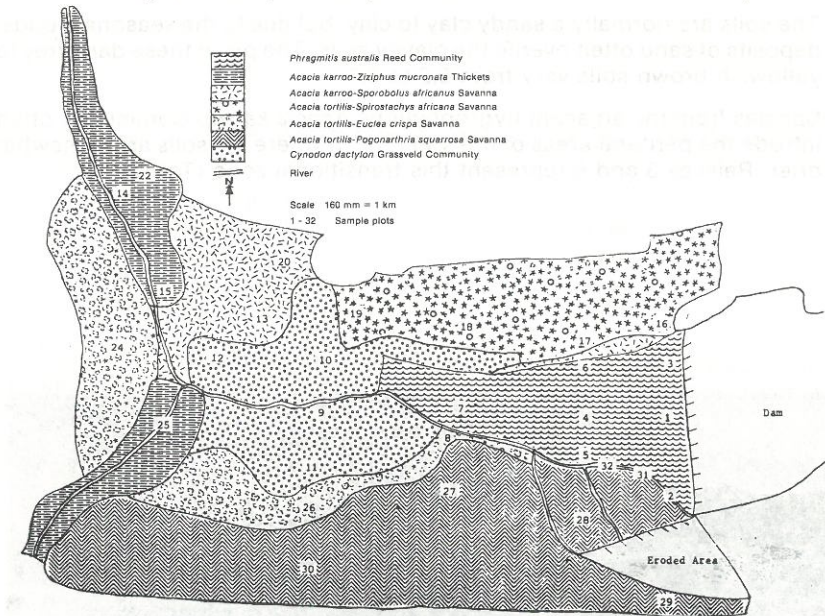 Phragmitis australis Reed Community
Acacia karroo-Ziziphus mucronata Thickets
Acacia karroo-Sporobolus africanus Savanna
Acacia tortilis-Spirostachys africana Savanna
Acacia tortilis-Euclea crispa Savanna
Acacia tortilis-Pogonarthria squarrosa Savanna
Cynodon dactylon Grassveld Community
River
N
Scale 160 mm = 1 km
1 - 32 Sample plots
22
14
23
21
20
15
13
19
18
16
17
24
12
10
6
3
25
9
7
4
1
Dam
8
5
11
32
31
27
2
26
28
Eroded Area
30
29